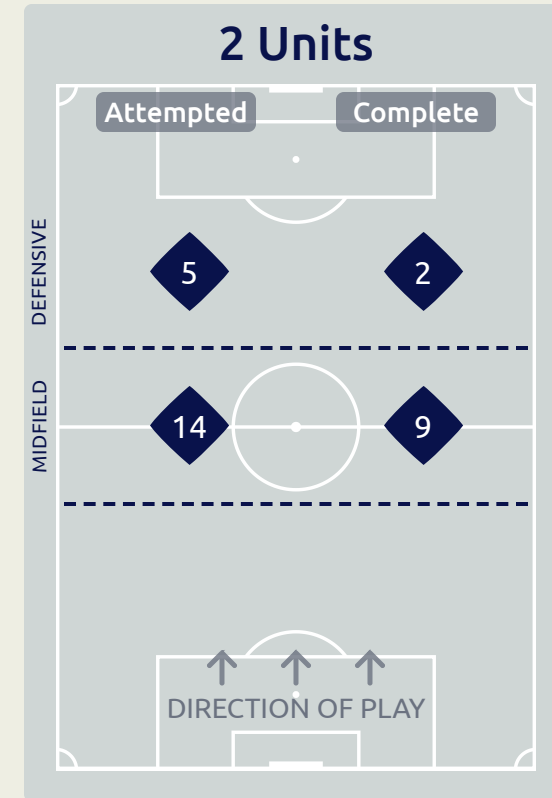 2 Units
Attempted
Complete
DEFENSIVE
5
2
MIDFIELD
14
9
DIRECTION OF PLAY